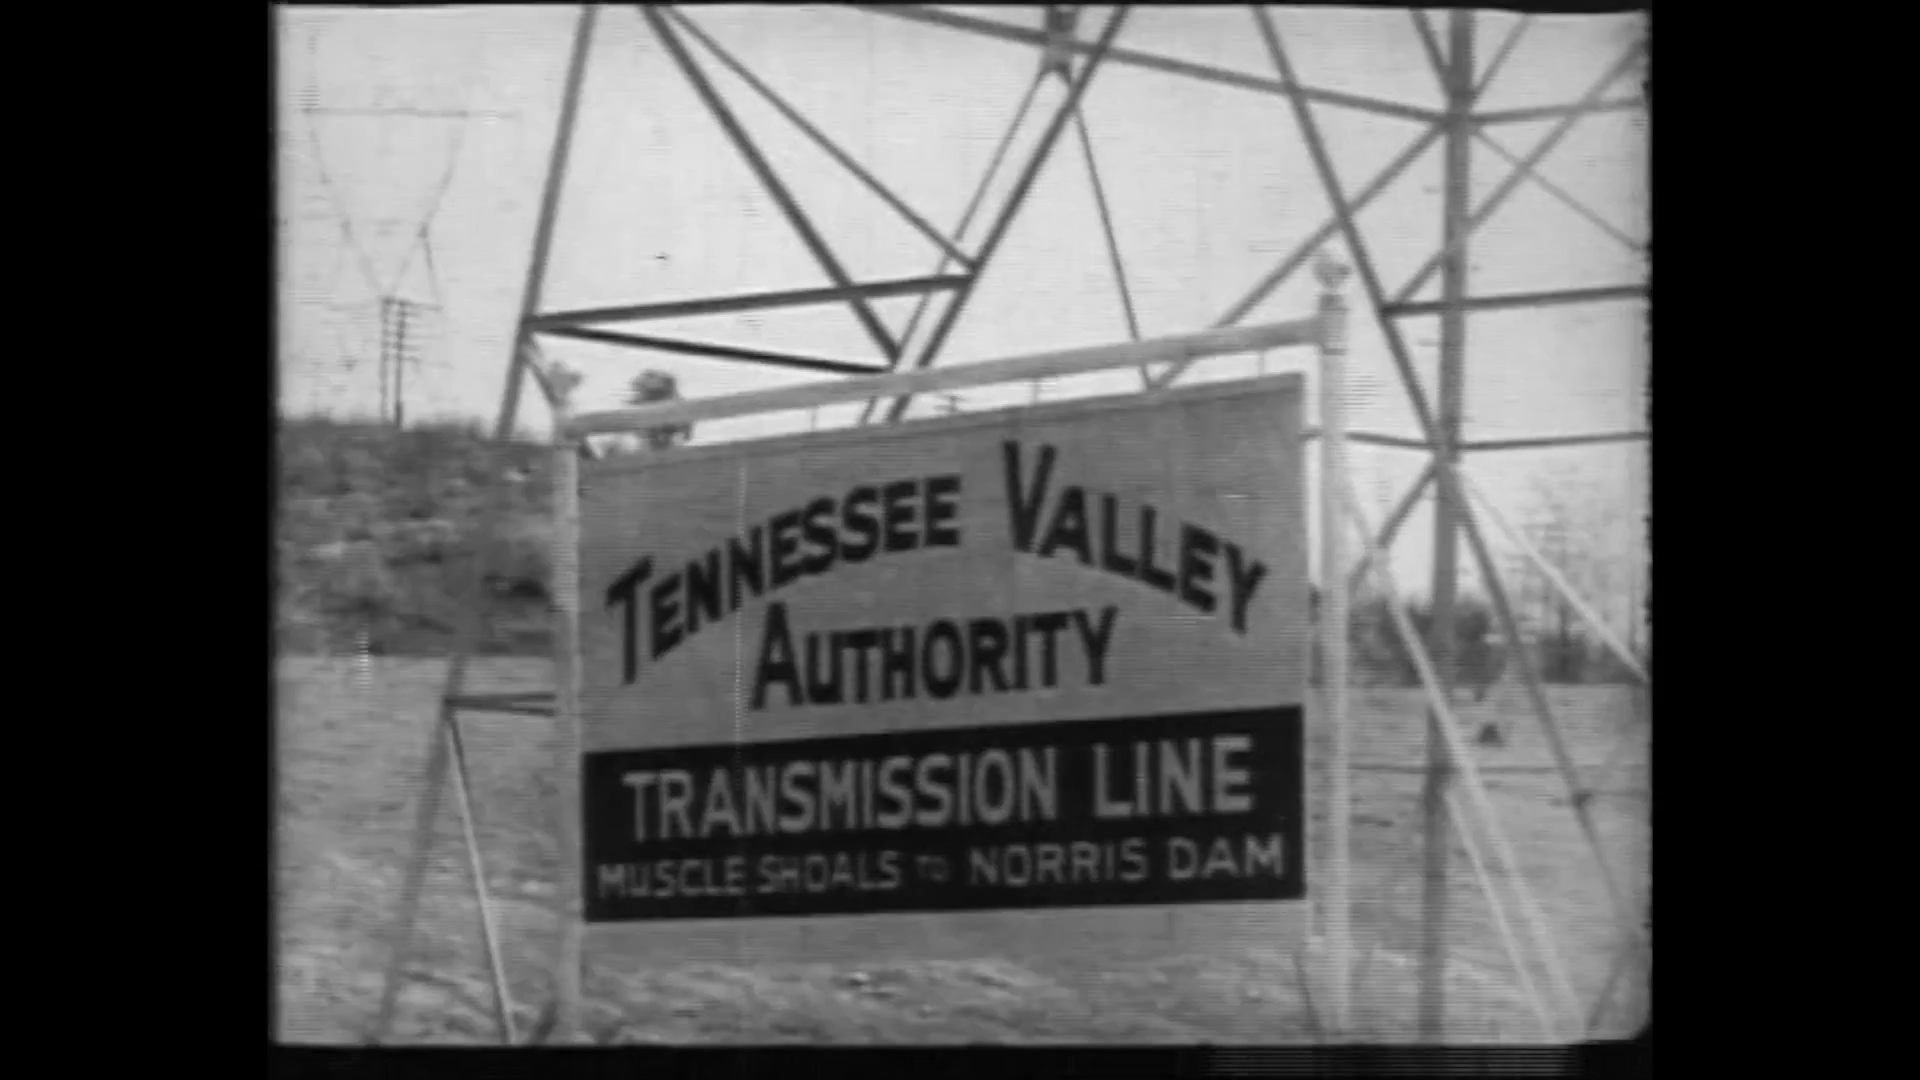 TENNESSEE VALLEY
AUTHORITY
TRANSMISSION LINE
MUSCLE SHOALS TO NORRIS DAM